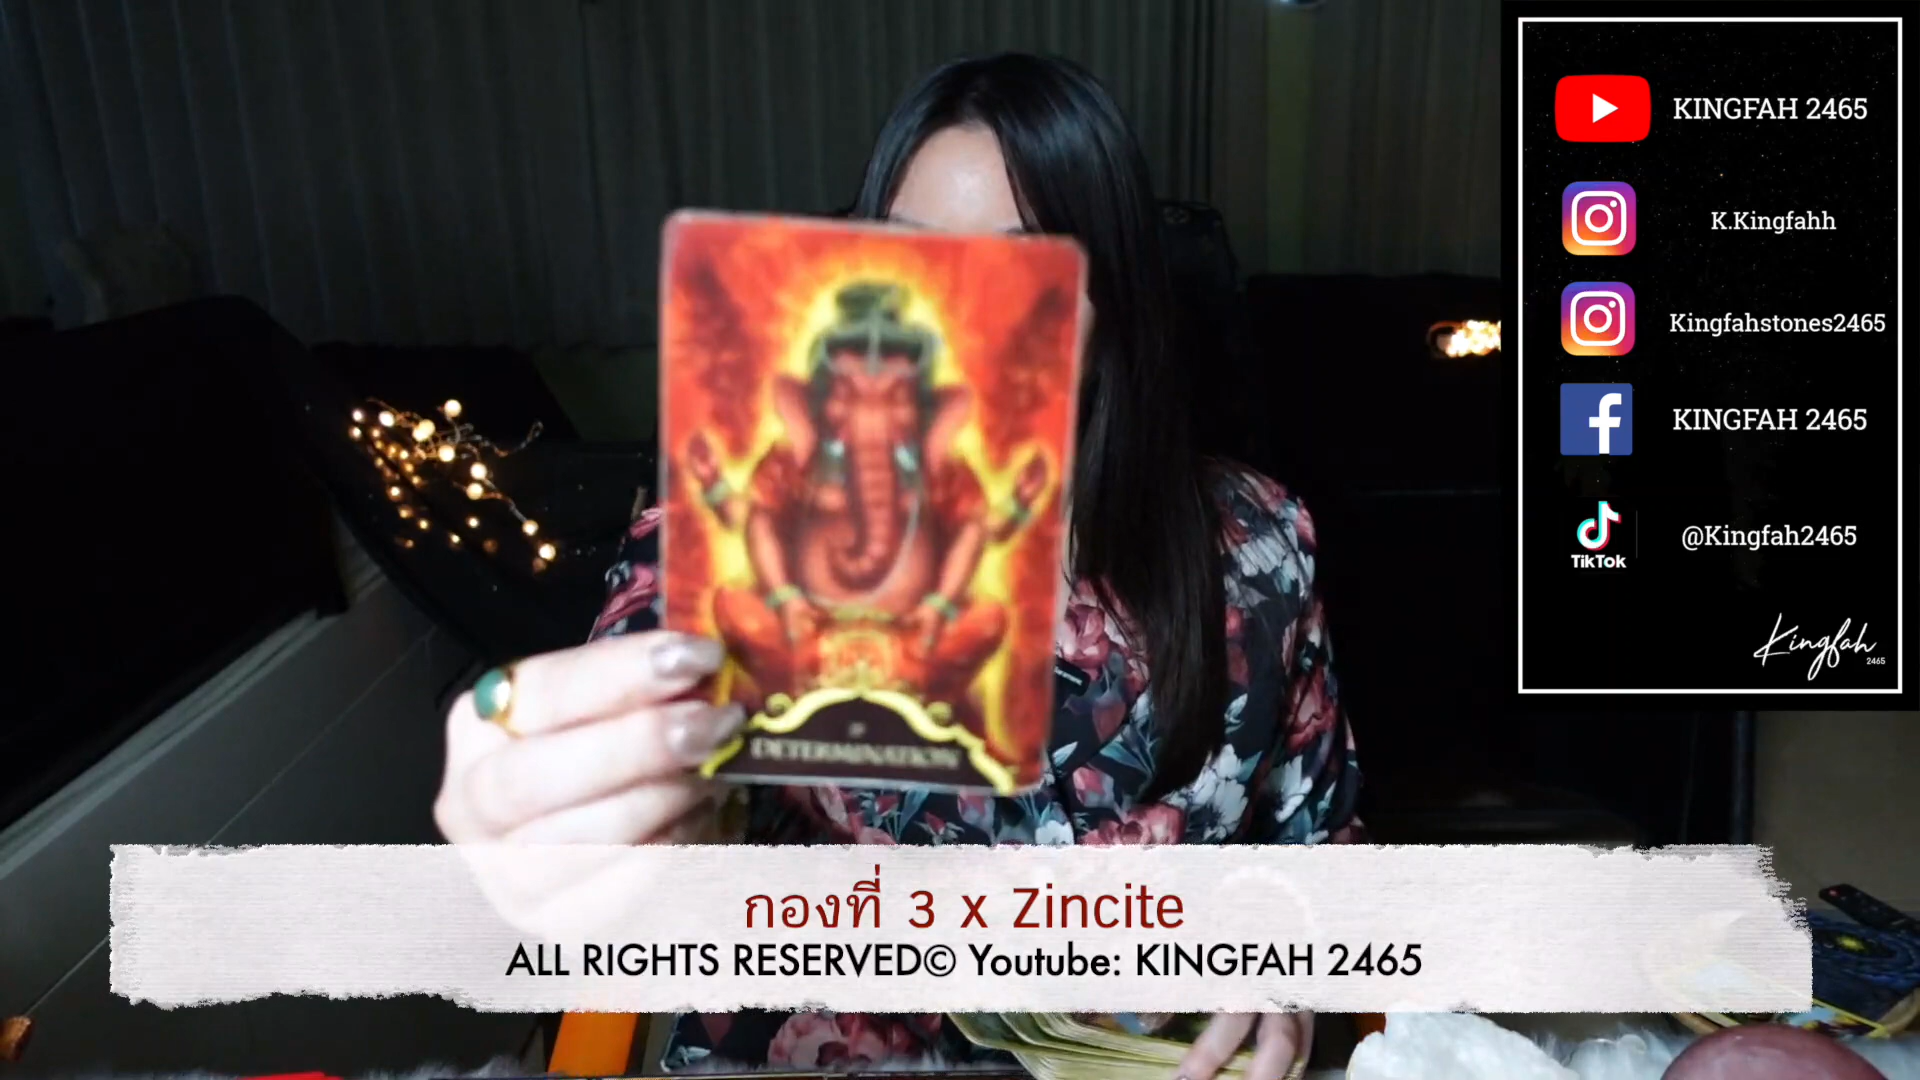 KINGFAH 2465
K.Kingfahh
Kingfahstones2465
KINGFAH 2465
TikTok
@Kingfah2465
Kingfah
2465
DETERMINATION
กองที่ 3 x Zincite
ALL RIGHTS RESERVED© Youtube: KINGFAH 2465